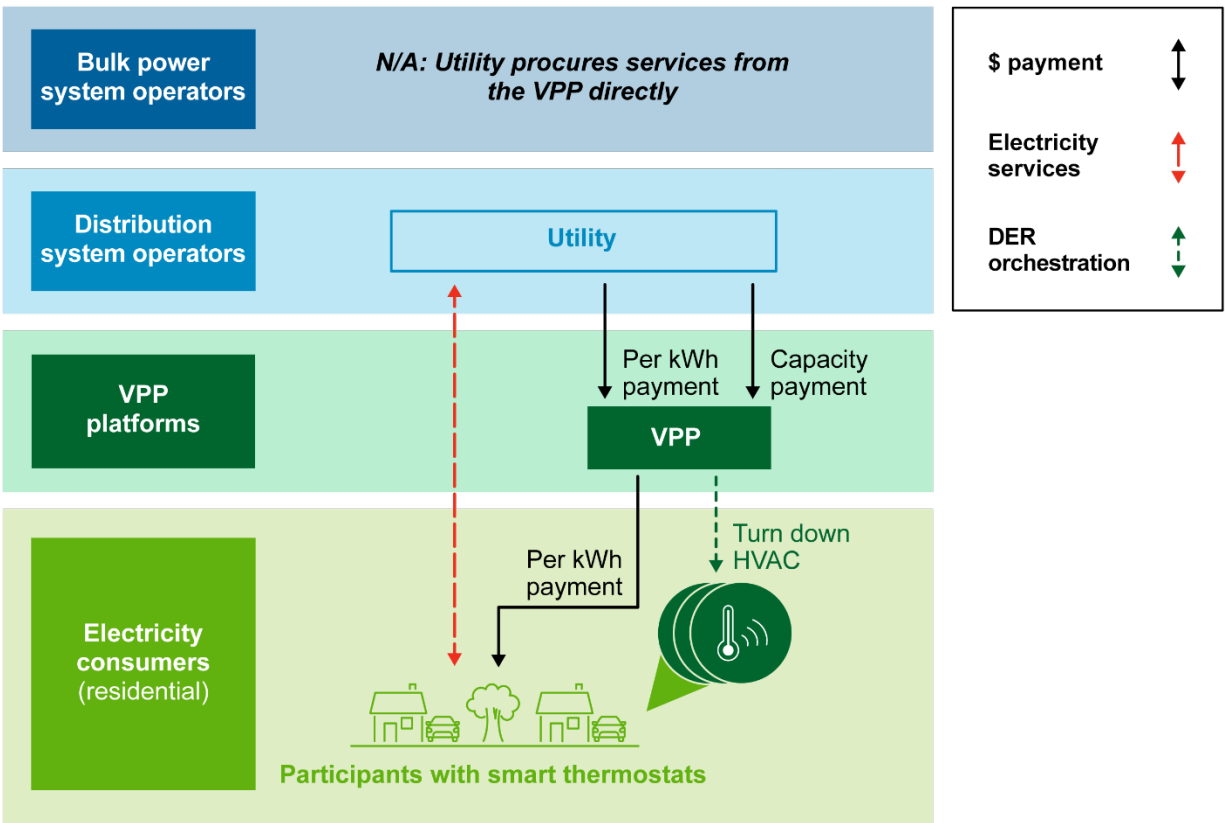 Bulk power
system operators
N/A: Utility procures services from
the VPP directly
$ payment
Electricity
services
DER
orchestration
Distribution
system operators
Utility
Per kWh
payment
Capacity
payment
VPP
platforms
VPP
Turn down
HVAC
Per kWh
payment
Electricity
consumers
(residential)
Participants with smart thermostats